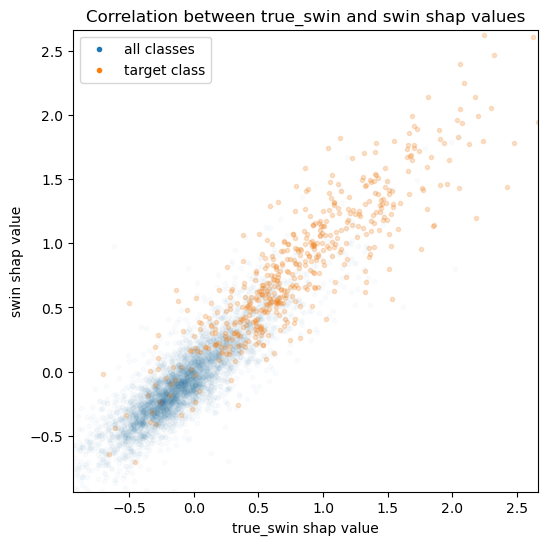 Correlation between true_swin and swin shap values
all classes
target class
2.5
2.0
1.5
1.0
0.5
0.0
−0.5
swin shap value
−0.5
0.0
0.5
1.0
1.5
2.0
2.5
true_swin shap value